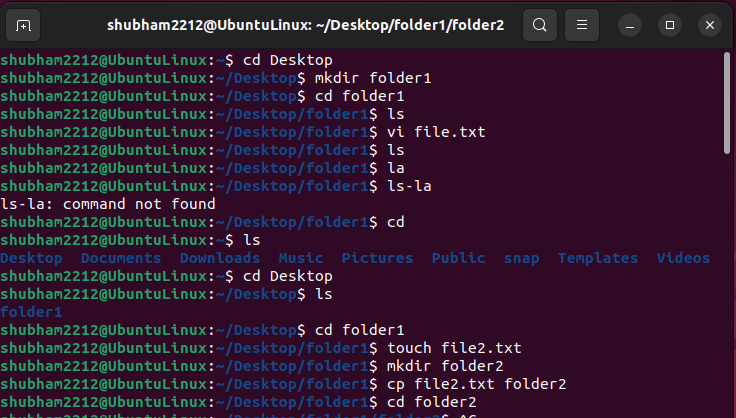 shubham2212@UbuntuLinux: ~/Desktop/folder1/folder2
shubham2212@UbuntuLinux:~$ cd Desktop
shubham2212@UbuntuLinux:~/Desktop$ mkdir folder1
shubham2212@UbuntuLinux:~/Desktop$ cd folder1
shubham2212@UbuntuLinux:~/Desktop/folder1$ ls
shubham2212@UbuntuLinux:~/Desktop/folder1$ vi file.txt
shubham2212@UbuntuLinux:~/Desktop/folder1$ ls
shubham2212@UbuntuLinux:~/Desktop/folder1$ la
shubham2212@UbuntuLinux:~/Desktop/folder1$ ls-la
ls-la: command not found
shubham2212@UbuntuLinux:~/Desktop/folder1$ cd
shubham2212@UbuntuLinux:~$ ls
Desktop  Documents  Downloads  Music  Pictures  Public  snap  Templates  Videos
shubham2212@UbuntuLinux:~$ cd Desktop
shubham2212@UbuntuLinux:~/Desktop$ ls
folder1
shubham2212@UbuntuLinux:~/Desktop$ cd folder1
shubham2212@UbuntuLinux:~/Desktop/folder1$ touch file2.txt
shubham2212@UbuntuLinux:~/Desktop/folder1$ mkdir folder2
shubham2212@UbuntuLinux:~/Desktop/folder1$ cp file2.txt folder2
shubham2212@UbuntuLinux:~/Desktop/folder1$ cd folder2